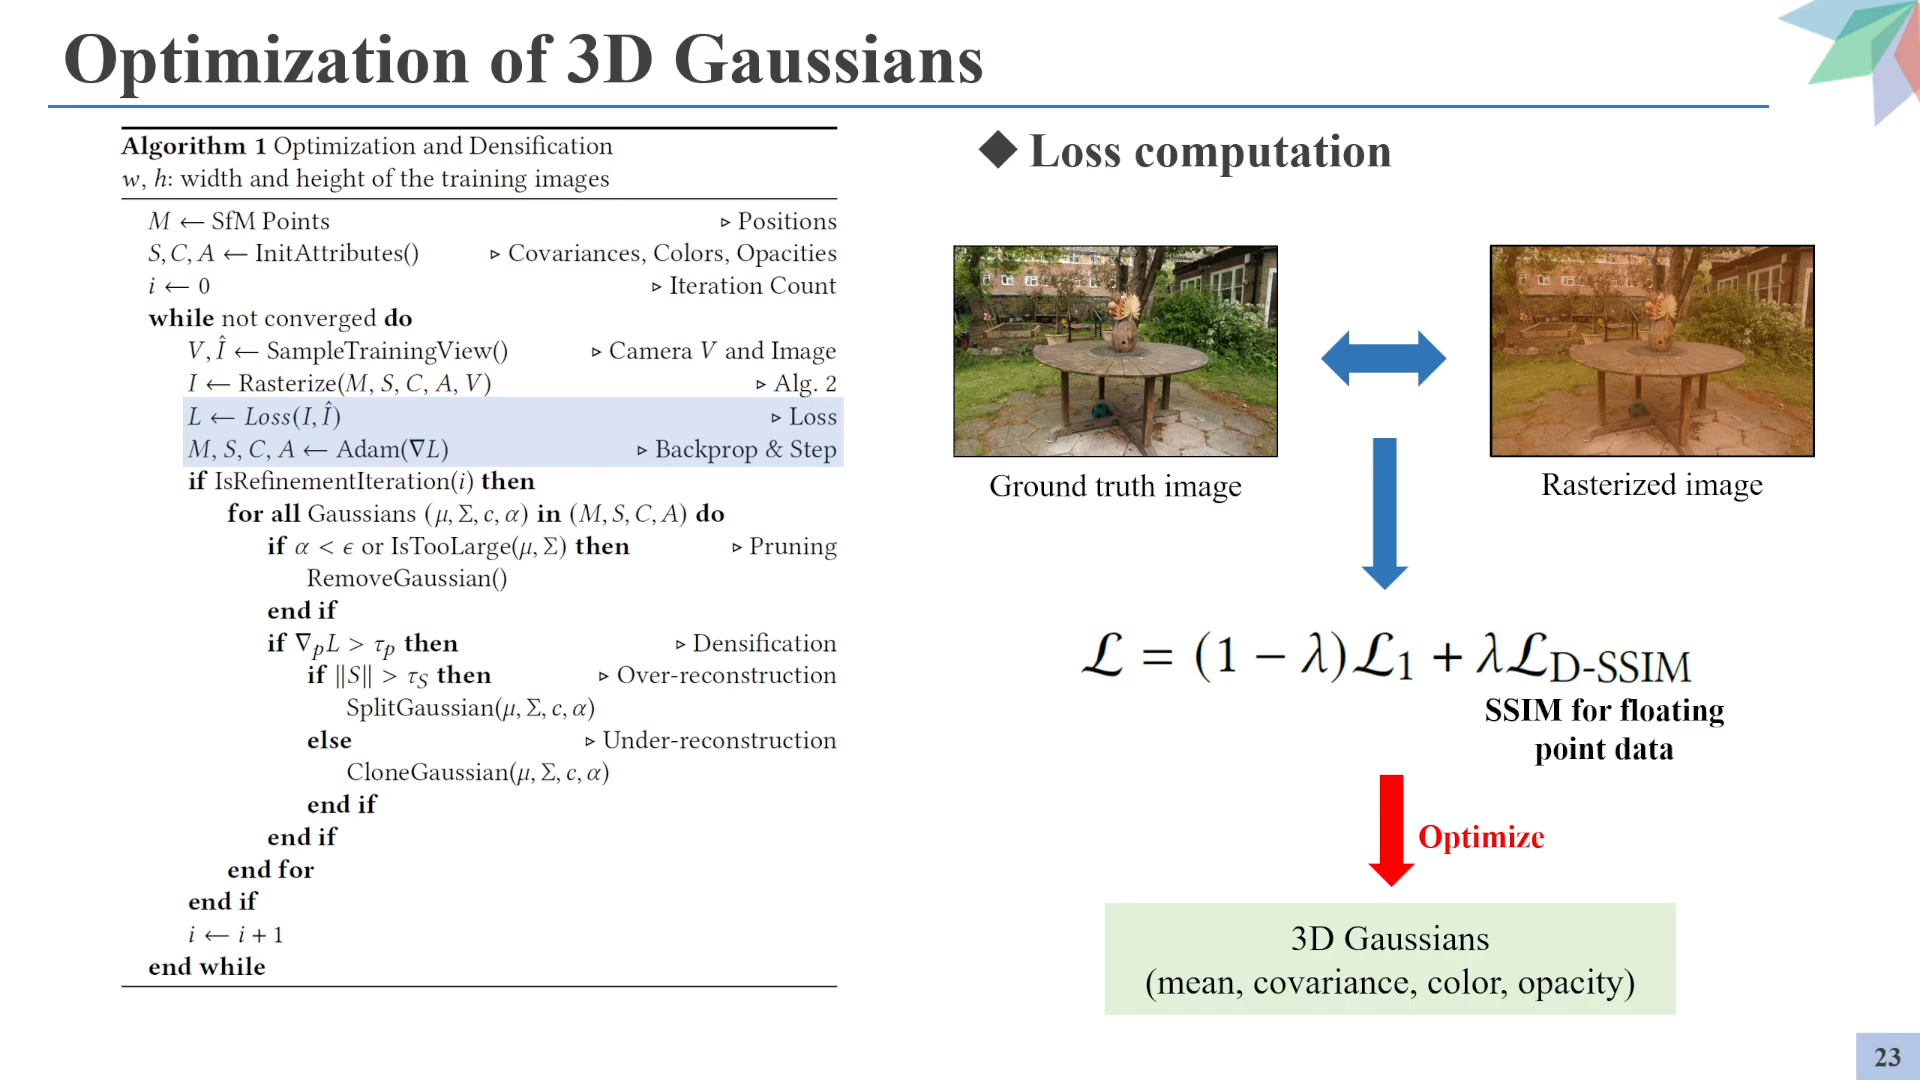 Optimization of 3D Gaussians
Algorithm 1 Optimization and Densification
w, h: width and height of the training images
M ← SfM Points ▹ Positions
S, C, A ← InitAttributes() ▹ Covariances, Colors, Opacities
i ← 0 ▹ Iteration Count
while not converged do
V, Î ← SampleTrainingView() ▹ Camera V and Image
I ← Rasterize(M, S, C, A, V) ▹ Alg. 2
L ← Loss(I, Î) ▹ Loss
M, S, C, A ← Adam(∇L) ▹ Backprop & Step
if IsRefinementIteration(i) then
for all Gaussians (μ, Σ, c, α) in (M, S, C, A) do
if α < ϵ or IsTooLarge(μ, Σ) then ▹ Pruning
RemoveGaussian()
end if
if ∇ₚL > τₚ then ▹ Densification
if ‖S‖ > τ_S then ▹ Over-reconstruction
SplitGaussian(μ, Σ, c, α)
else ▹ Under-reconstruction
CloneGaussian(μ, Σ, c, α)
end if
end if
end for
end if
i ← i + 1
end while
◆ Loss computation
Ground truth image
Rasterized image
ℒ = (1 − λ)ℒ₁ + λℒ_D-SSIM
SSIM for floating
point data
Optimize
3D Gaussians
(mean, covariance, color, opacity)
23